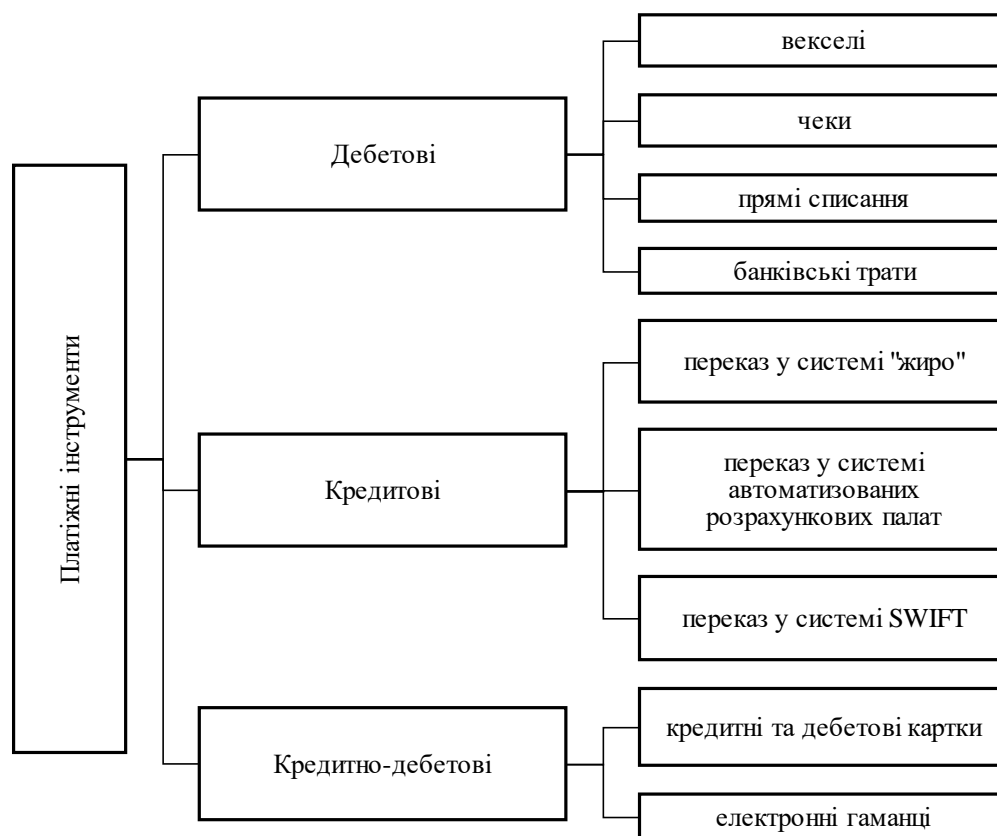 Платіжні інструменти
Дебетові
векселі
чеки
прямі списання
банківські трати
Кредитові
переказ у системі "жиро"
переказ у системі
автоматизованих
розрахункових палат
переказ у системі SWIFT
Кредитно-дебетові
кредитні та дебетові картки
електронні гаманці